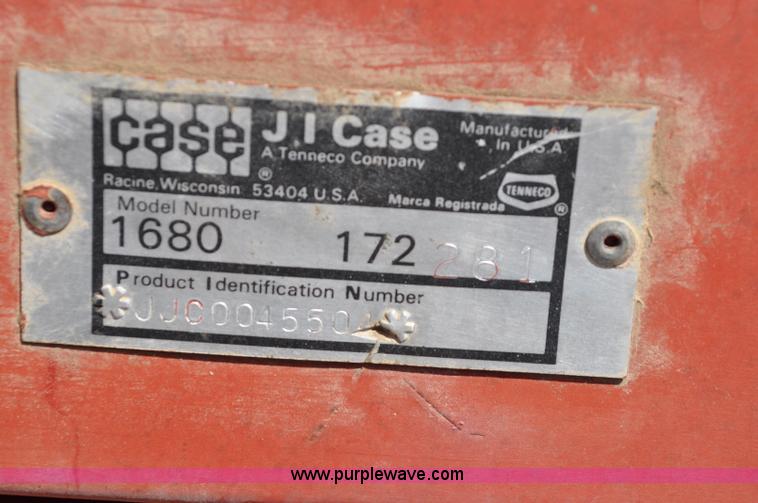 case
J I Case
A Tenneco Company
Manufactured
In U.S.A
Racine, Wisconsin 53404 U.S.A.
Marca Registrada
TENNECO
Model Number
1680 172 281
Product Identification Number
JJC004550
www.purplewave.com